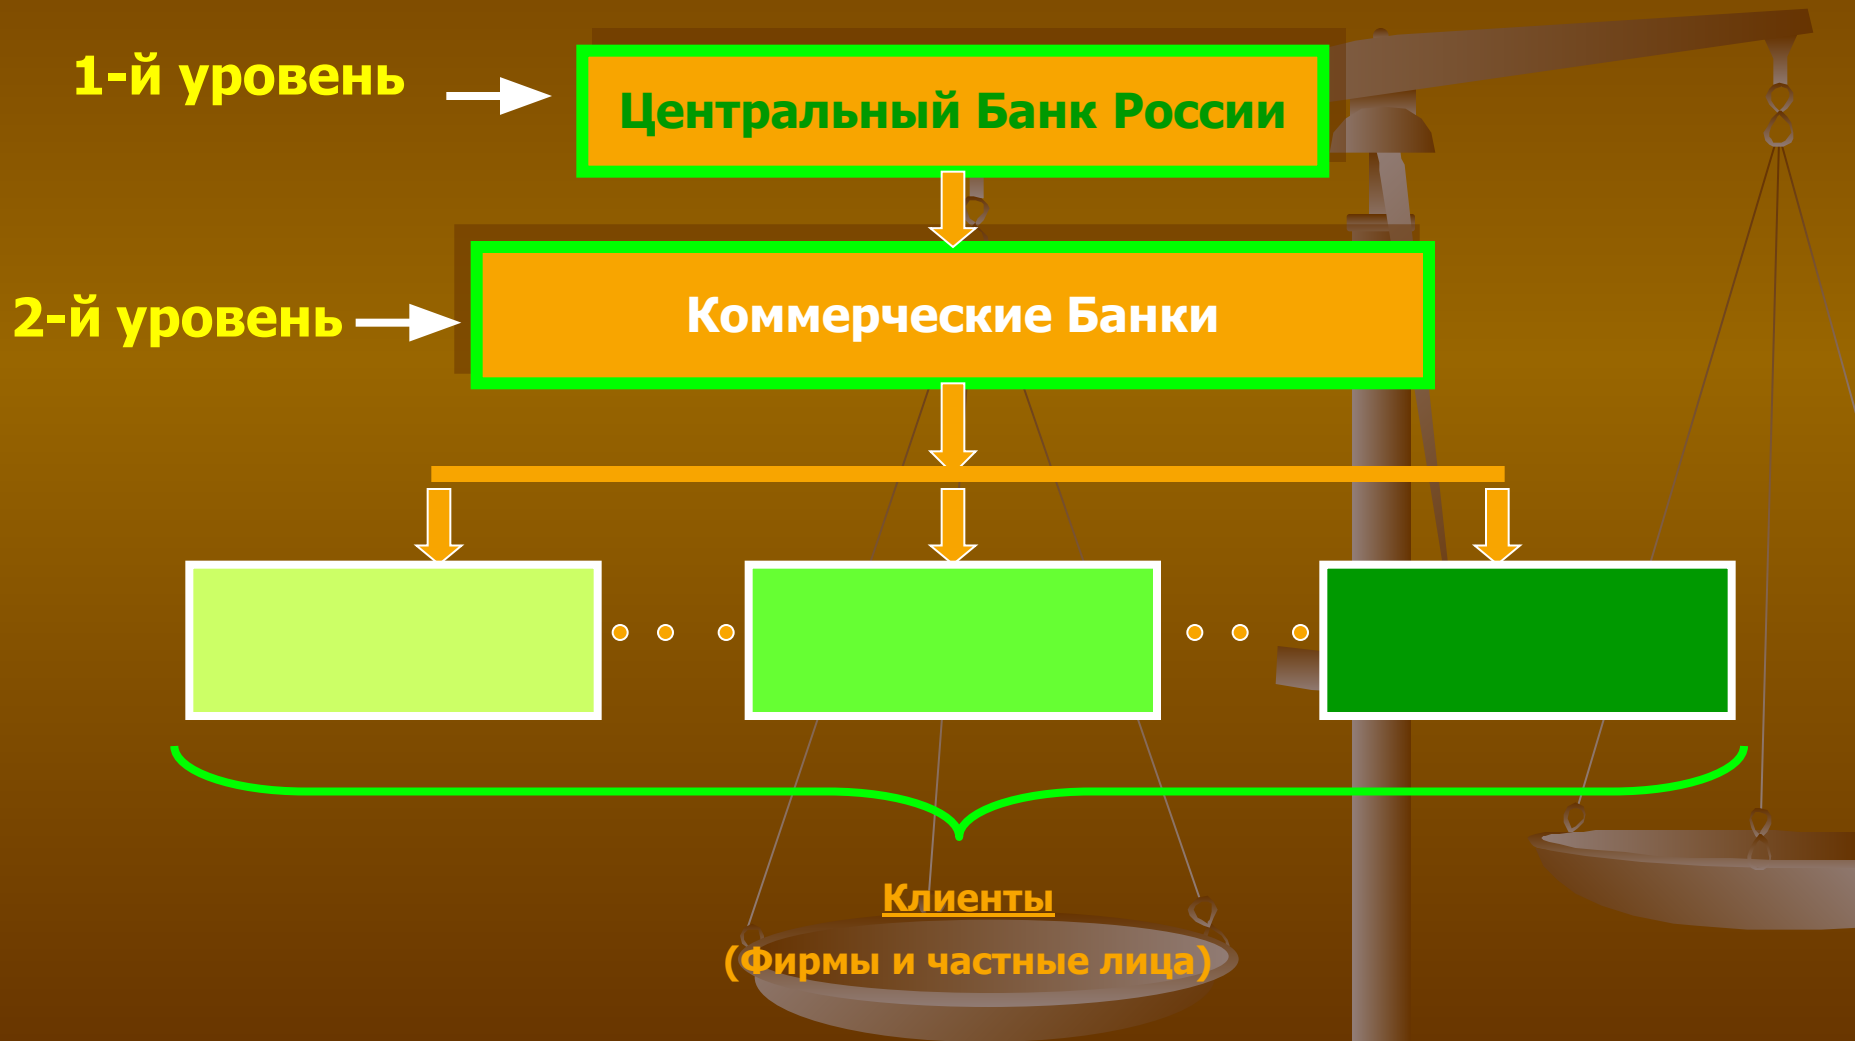 1-й уровень
Центральный Банк России
2-й уровень
Коммерческие Банки
Клиенты
(Фирмы и частные лица)